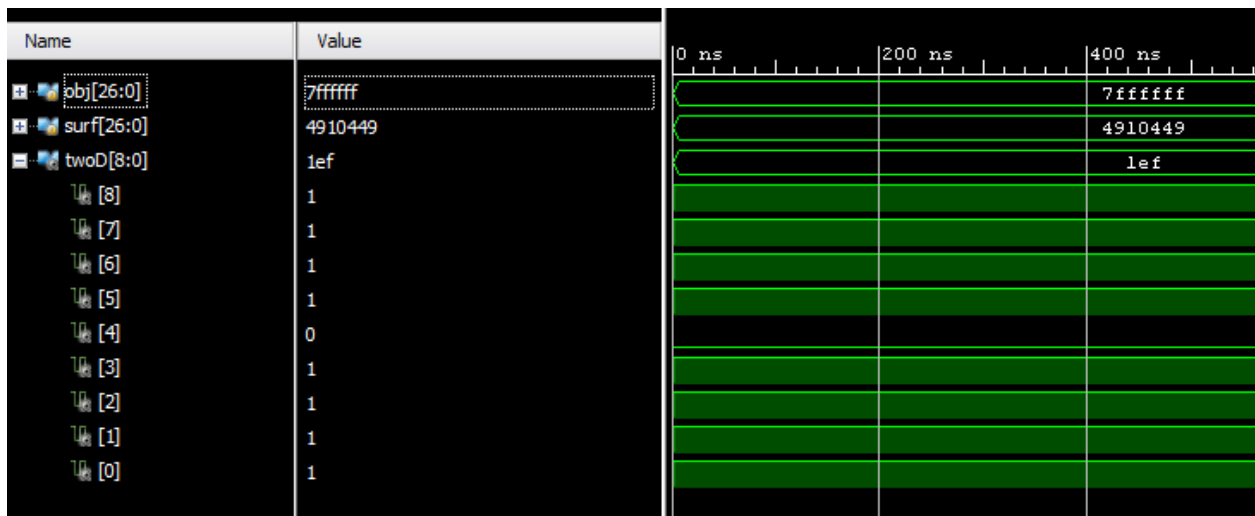 Name Value 0 ns 200 ns 400 ns
obj[26:0] 7ffffff 7ffffff
surf[26:0] 4910449 4910449
twoD[8:0] 1ef 1ef
[8] 1
[7] 1
[6] 1
[5] 1
[4] 0
[3] 1
[2] 1
[1] 1
[0] 1